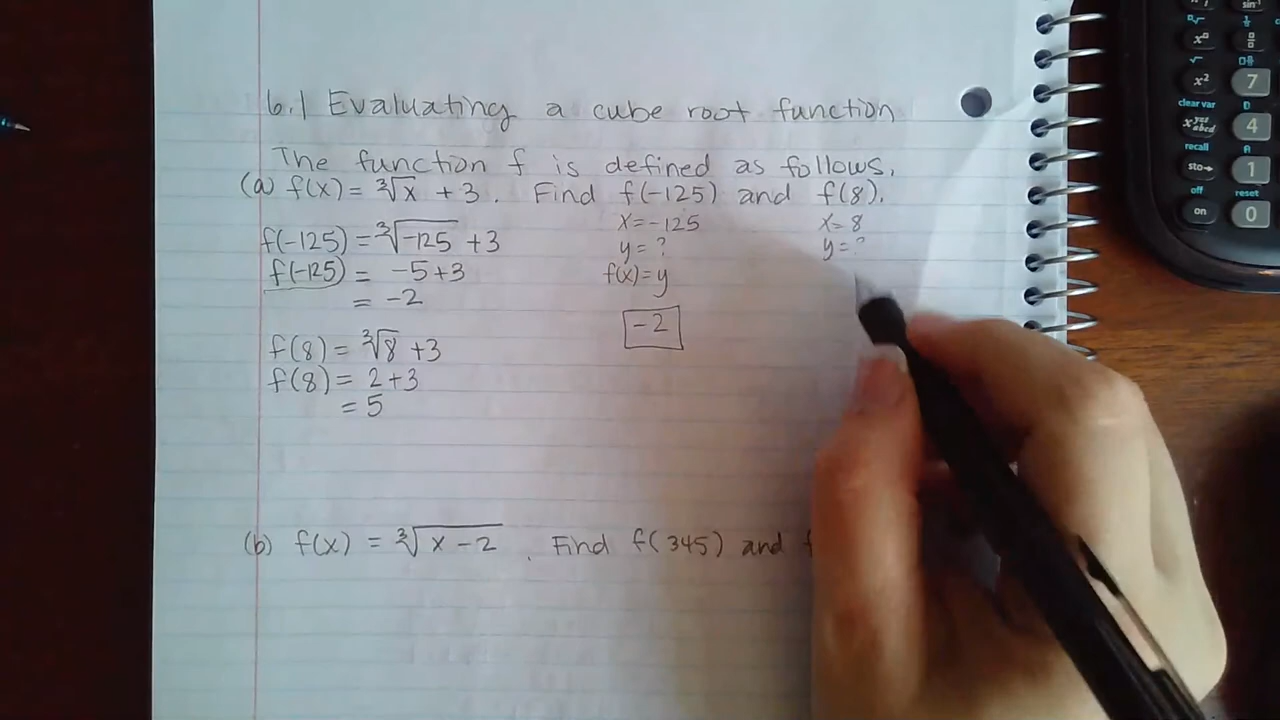 6.1 Evaluating a cube root function
The function f is defined as follows.
(a) f(x) = ∛x + 3. Find f(-125) and f(8).
x = -125
y = ?
f(x) = y
-2
x = 8
y = ?
f(-125) = ∛-125 + 3
f(-125) = -5+3
= -2
f(8) = ∛8 + 3
f(8) = 2+3
= 5
(b) f(x) = ∛x-2. Find f(345) and f
x²
7
clear var
D
4
recall
A
sto→
1
off
reset
on
0